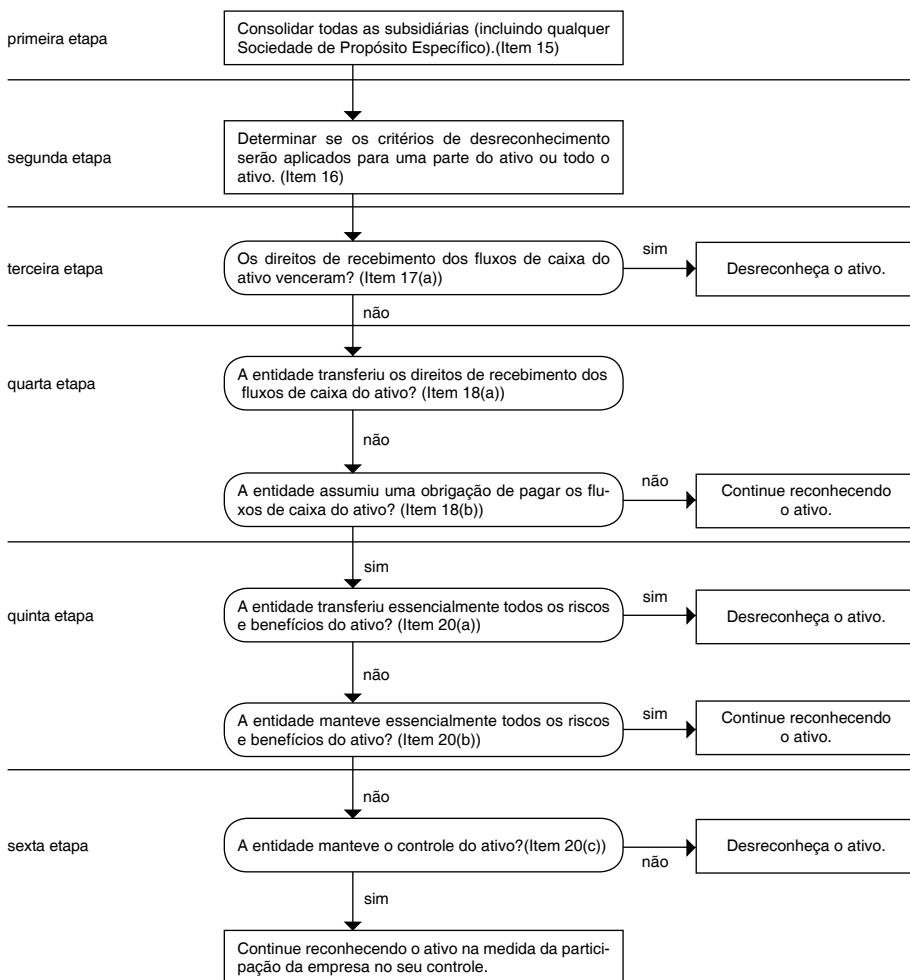 primeira etapa
Consolidar todas as subsidiárias (incluindo qualquer
Sociedade de Propósito Específico).(Item 15)
segunda etapa
Determinar se os critérios de desreconhecimento
serão aplicados para uma parte do ativo ou todo o
ativo. (Item 16)
terceira etapa
Os direitos de recebimento dos fluxos de caixa do
ativo venceram? (Item 17(a))
sim
Desreconheça o ativo.
não
quarta etapa
A entidade transferiu os direitos de recebimento dos
fluxos de caixa do ativo? (Item 18(a))
não
A entidade assumiu uma obrigação de pagar os flu-
xos de caixa do ativo? (Item 18(b))
não
Continue reconhecendo
o ativo.
sim
quinta etapa
A entidade transferiu essencialmente todos os riscos
e benefícios do ativo? (Item 20(a))
sim
Desreconheça o ativo.
não
A entidade manteve essencialmente todos os riscos
e benefícios do ativo? (Item 20(b))
sim
Continue reconhecendo
o ativo.
não
sexta etapa
A entidade manteve o controle do ativo?(Item 20(c))
não
Desreconheça o ativo.
sim
Continue reconhecendo o ativo na medida da partici-
pação da empresa no seu controle.